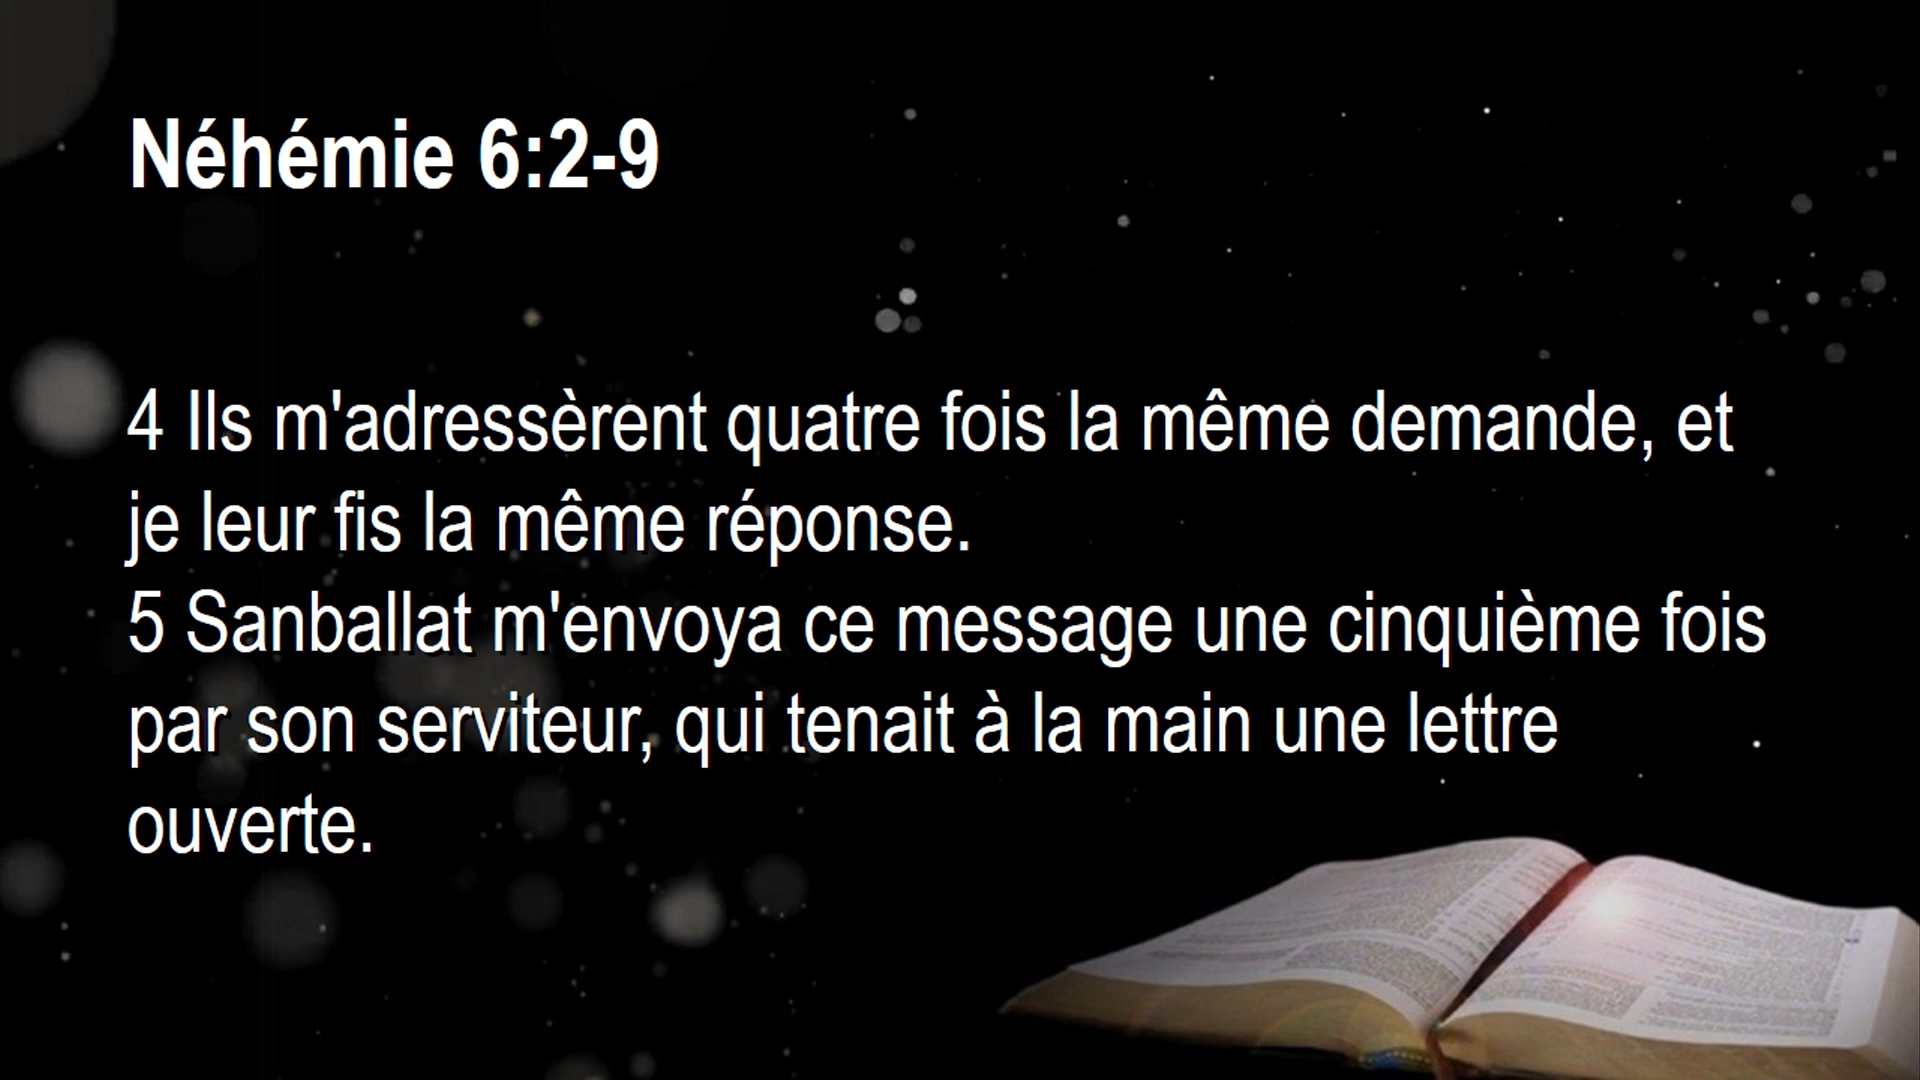 Néhémie 6:2-9
4 Ils m'adressèrent quatre fois la même demande, et
je leur fis la même réponse.
5 Sanballat m'envoya ce message une cinquième fois
par son serviteur, qui tenait à la main une lettre
ouverte.